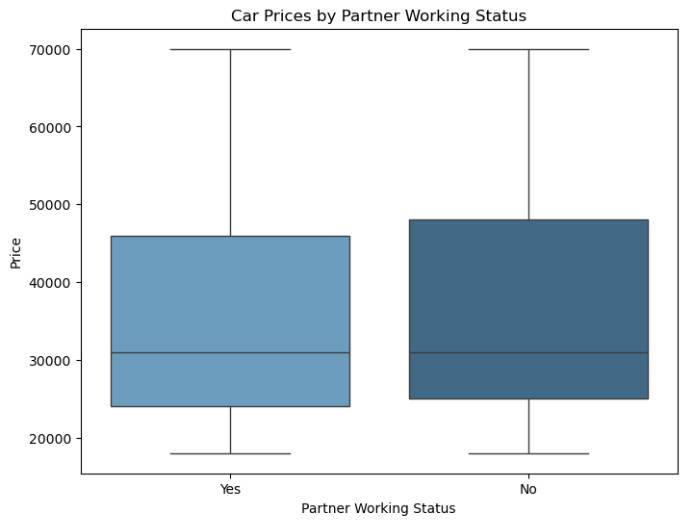 Car Prices by Partner Working Status
70000
60000
50000
40000
30000
20000
Price
Yes
No
Partner Working Status